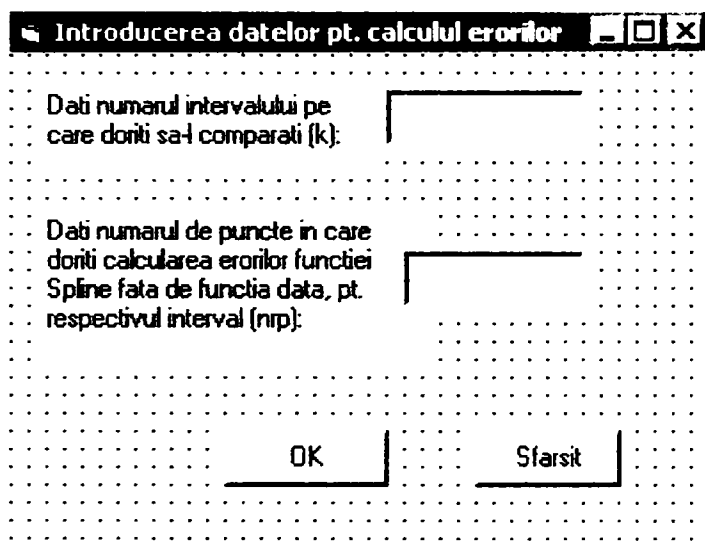 Introducerea datelor pt. calculul erorilor
Dati numarul intervalului pe
care doriti sa-l comparati (k):
Dati numarul de puncte in care
doriti calcularea erorilor functiei
Spline fata de functia data, pt.
respectivul interval (nrp):
OK
Sfarsit